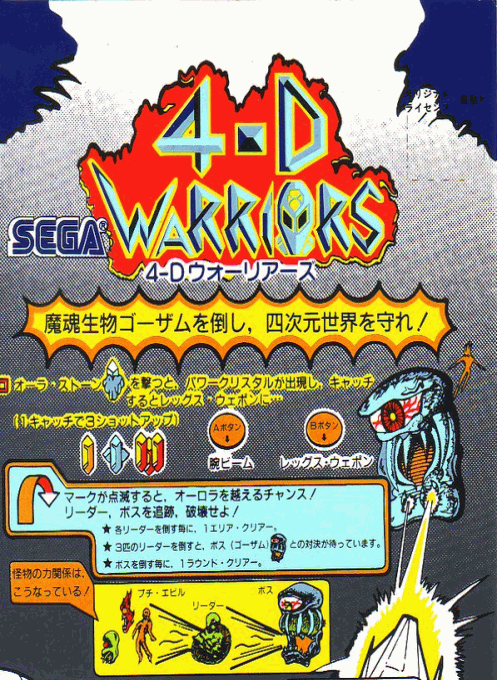 4-D
WARRIORS
SEGA®
4-Dウォーリアーズ
魔魂生物ゴーザムを倒し，四次元世界を守れ！
オーラ・ストーン を撃つと、パワークリスタルが出現し、キャッチ
するとレッグス・ウェポンに…
(1キャッチで3ショットアップ)
Aボタン
Bボタン
腕ビーム
レッグス・ウェポン
マークが点滅すると、オーロラを越えるチャンス！
リーダー，ボスを追跡，破壊せよ！
★ 各リーダーを倒す毎に，1エリア・クリアー。
★ 3匹のリーダーを倒すと，ボス（ゴーザム） との対決が待っています。
★ ボスを倒す毎に，1ラウンド・クリアー。
怪物の力関係は，
こうなっている！
プチ・エビル
リーダー
ボス